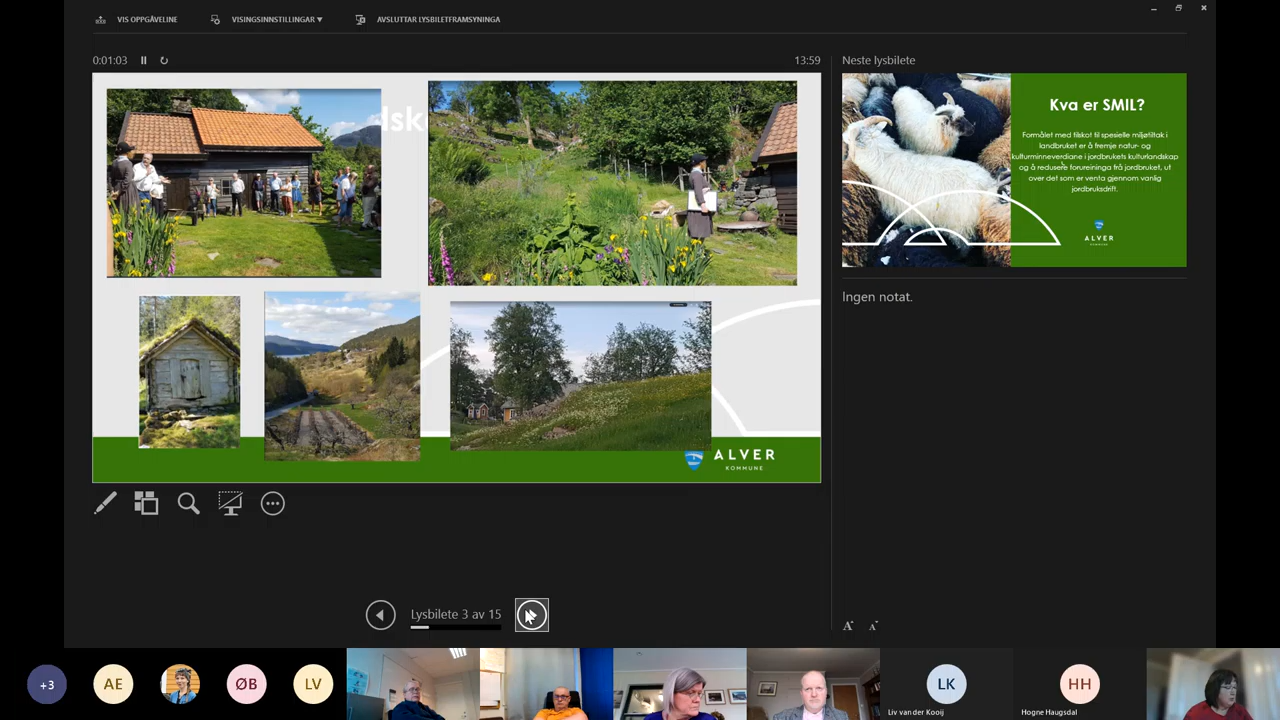 VIS OPPGÅVELINE
VISINGSINNSTILLINGAR ▼
AVSLUTTAR LYSBILETFRAMSYNINGA
0:01:03
13:59
Neste lysbilete
dsk
ALVER
KOMMUNE
Kva er SMIL?
Formålet med tilskot til spesielle miljøtiltak i
landbruket er å fremje natur- og
kulturminneverdiane i jordbrukets kulturlandskap
og å redusere forureininga frå jordbruket, ut
over det som er venta gjennom vanlig
jordbruksdrift.
ALVER
KOMMUNE
Ingen notat.
Lysbilete 3 av 15
A
A
+3
AE
ØB
LV
LK
Liv van der Kooij
HH
Hogne Haugsdal